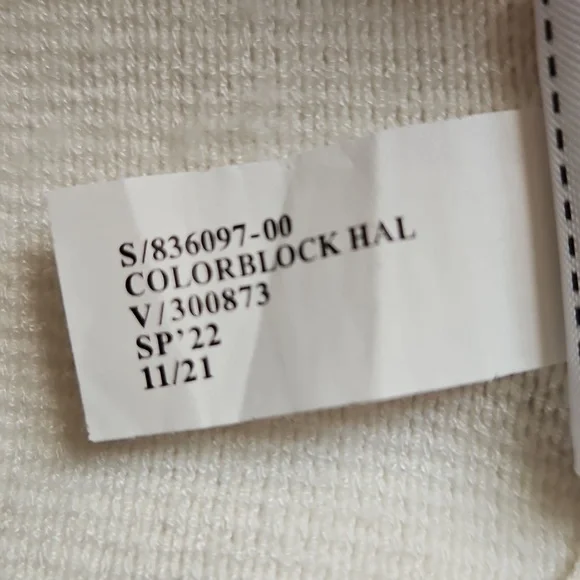 S/836097-00
COLORBLOCK HAL
V/300873
SP'22
11/21